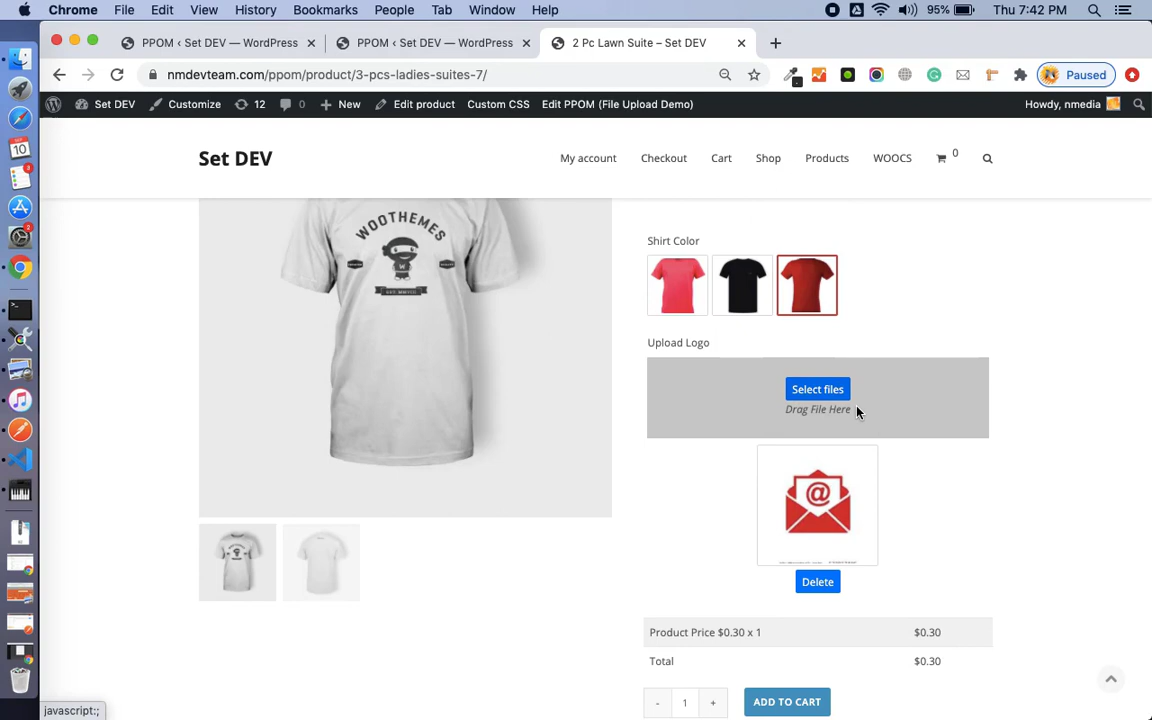 Chrome File Edit View History Bookmarks People Tab Window Help 95% Thu 7:42 PM
PPOM ‹ Set DEV — WordPress PPOM ‹ Set DEV — WordPress 2 Pc Lawn Suite – Set DEV
nmdevteam.com/ppom/product/3-pcs-ladies-suites-7/ Paused
Set DEV Customize 12 0 New Edit product Custom CSS Edit PPOM (File Upload Demo) Howdy, nmedia
Set DEV My account Checkout Cart Shop Products WOOCS 0
WOOTHEMES
Shirt Color
Upload Logo
Select files
Drag File Here
@
Delete
Product Price $0.30 x 1 $0.30
Total $0.30
- 1 + ADD TO CART
javascript:;